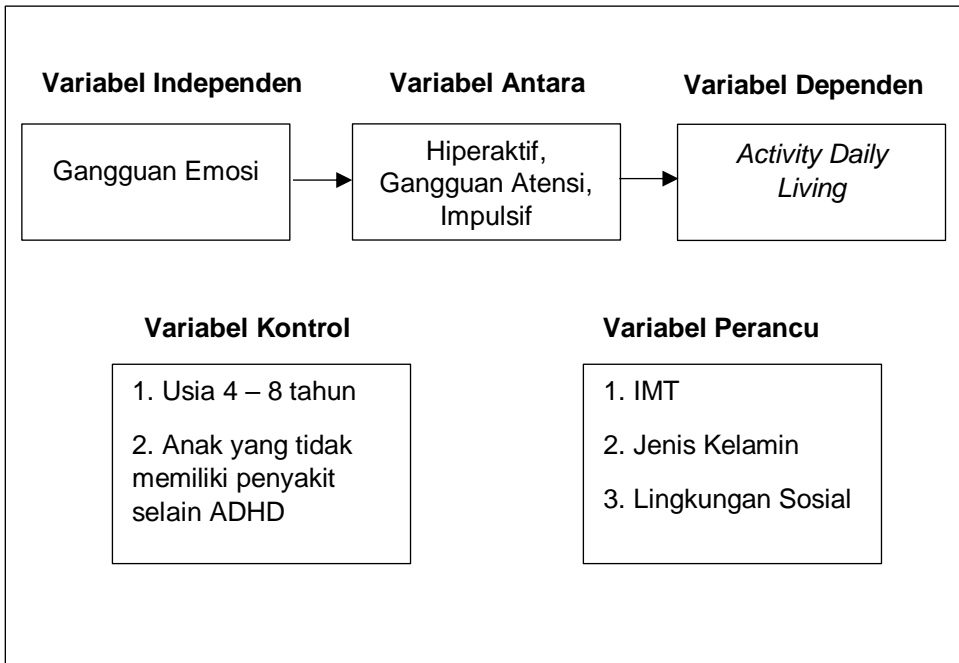 Variabel Independen
Variabel Antara
Variabel Dependen
Gangguan Emosi
Hiperaktif,
Gangguan Atensi,
Impulsif
Activity Daily
Living
Variabel Kontrol
1. Usia 4 – 8 tahun
2. Anak yang tidak
memiliki penyakit
selain ADHD
Variabel Perancu
1. IMT
2. Jenis Kelamin
3. Lingkungan Sosial